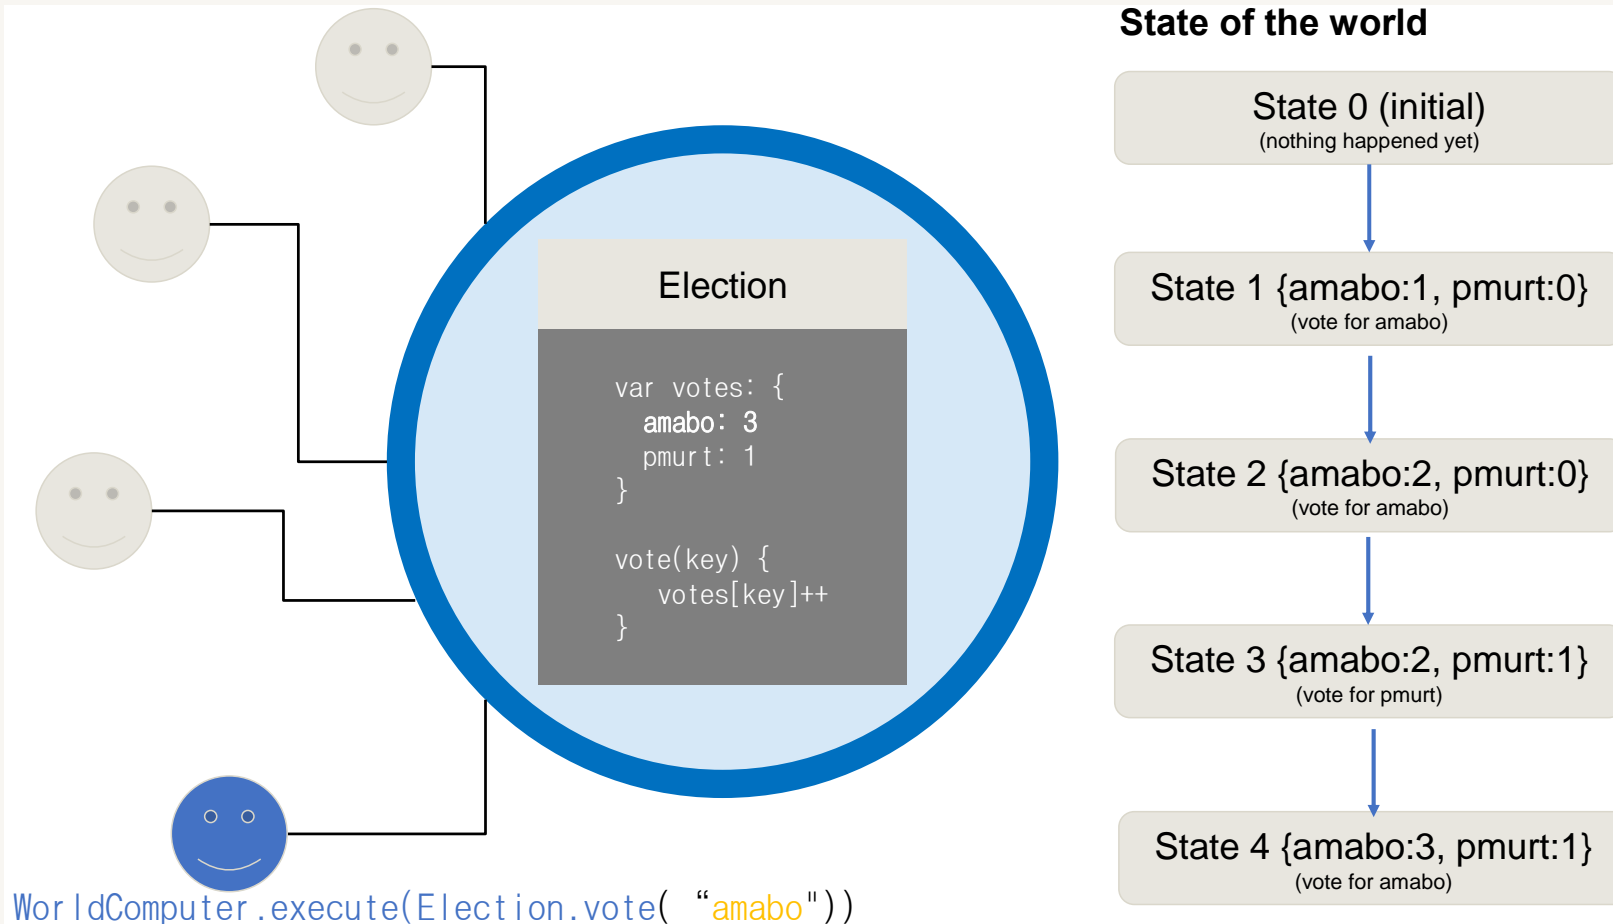 State of the world
State 0 (initial)
(nothing happened yet)
State 1 {amabo:1, pmurt:0}
(vote for amabo)
State 2 {amabo:2, pmurt:0}
(vote for amabo)
State 3 {amabo:2, pmurt:1}
(vote for pmurt)
State 4 {amabo:3, pmurt:1}
(vote for amabo)
Election
var votes: {
amabo: 3
pmurt: 1
}
vote(key) {
votes[key]++
}
WorldComputer.execute(Election.vote( “amabo"))